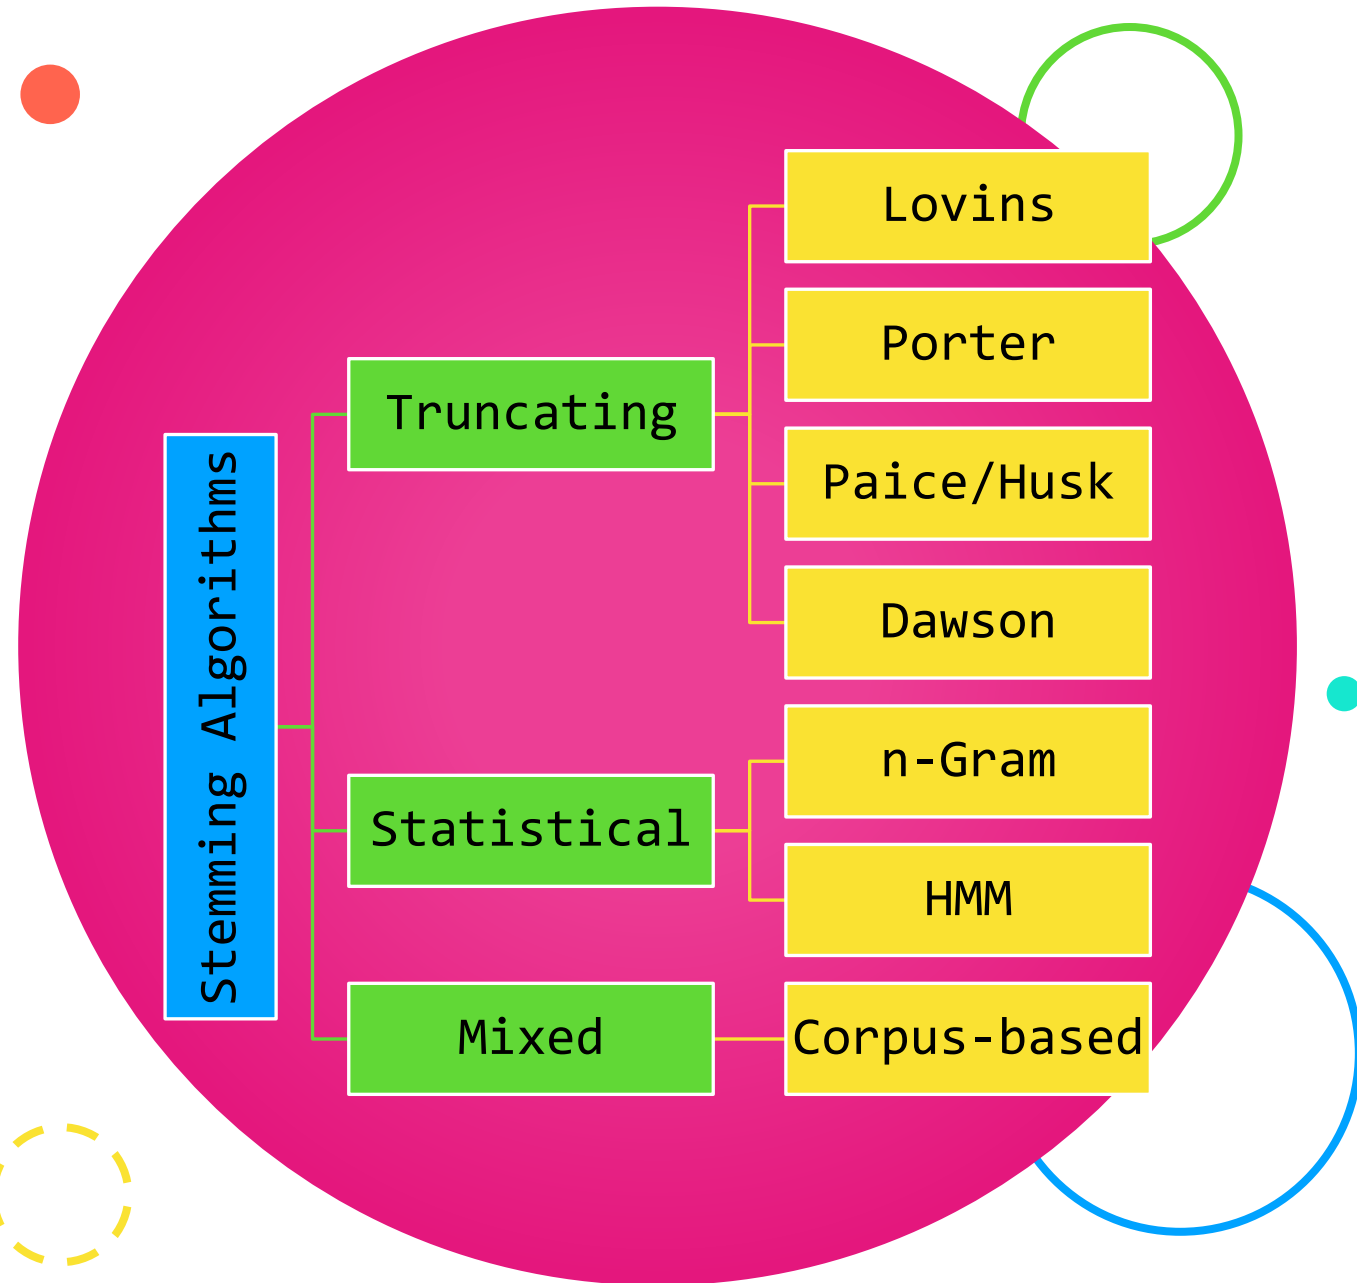 Stemming Algorithms
Truncating
Lovins
Porter
Paice/Husk
Dawson
Statistical
n-Gram
HMM
Mixed
Corpus-based